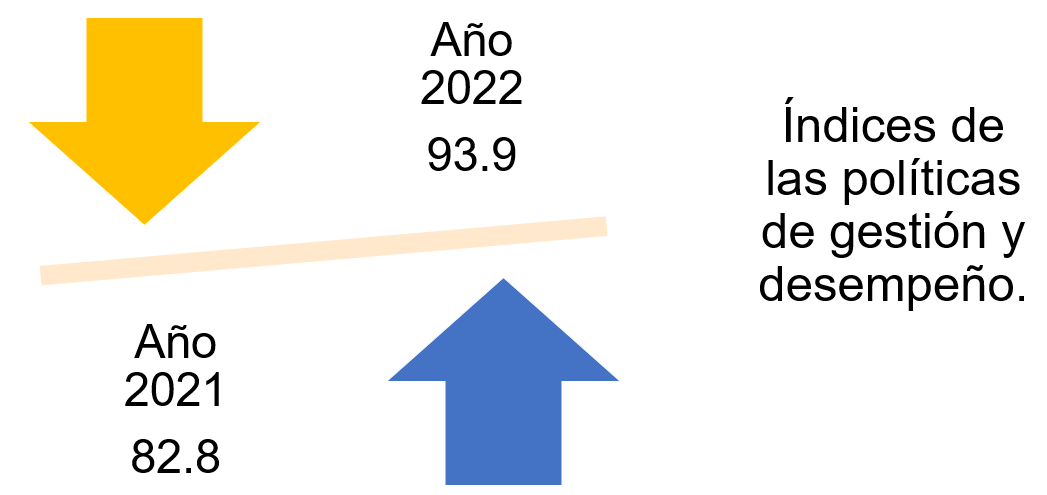 Año
2022
93.9
Índices de
las políticas
de gestión y
desempeño.
Año
2021
82.8